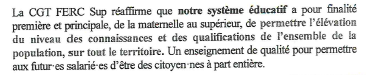 La CGT FERC Sup réaffirme que notre système éducatif a pour finalité
première et principale, de la maternelle au supérieur, de permettre l'élévation
du niveau des connaissances et des qualifications de l'ensemble de la
population, sur tout le territoire. Un enseignement de qualité pour permettre
aux futur·es salarié·es d'être des citoyen·nes à part entière.